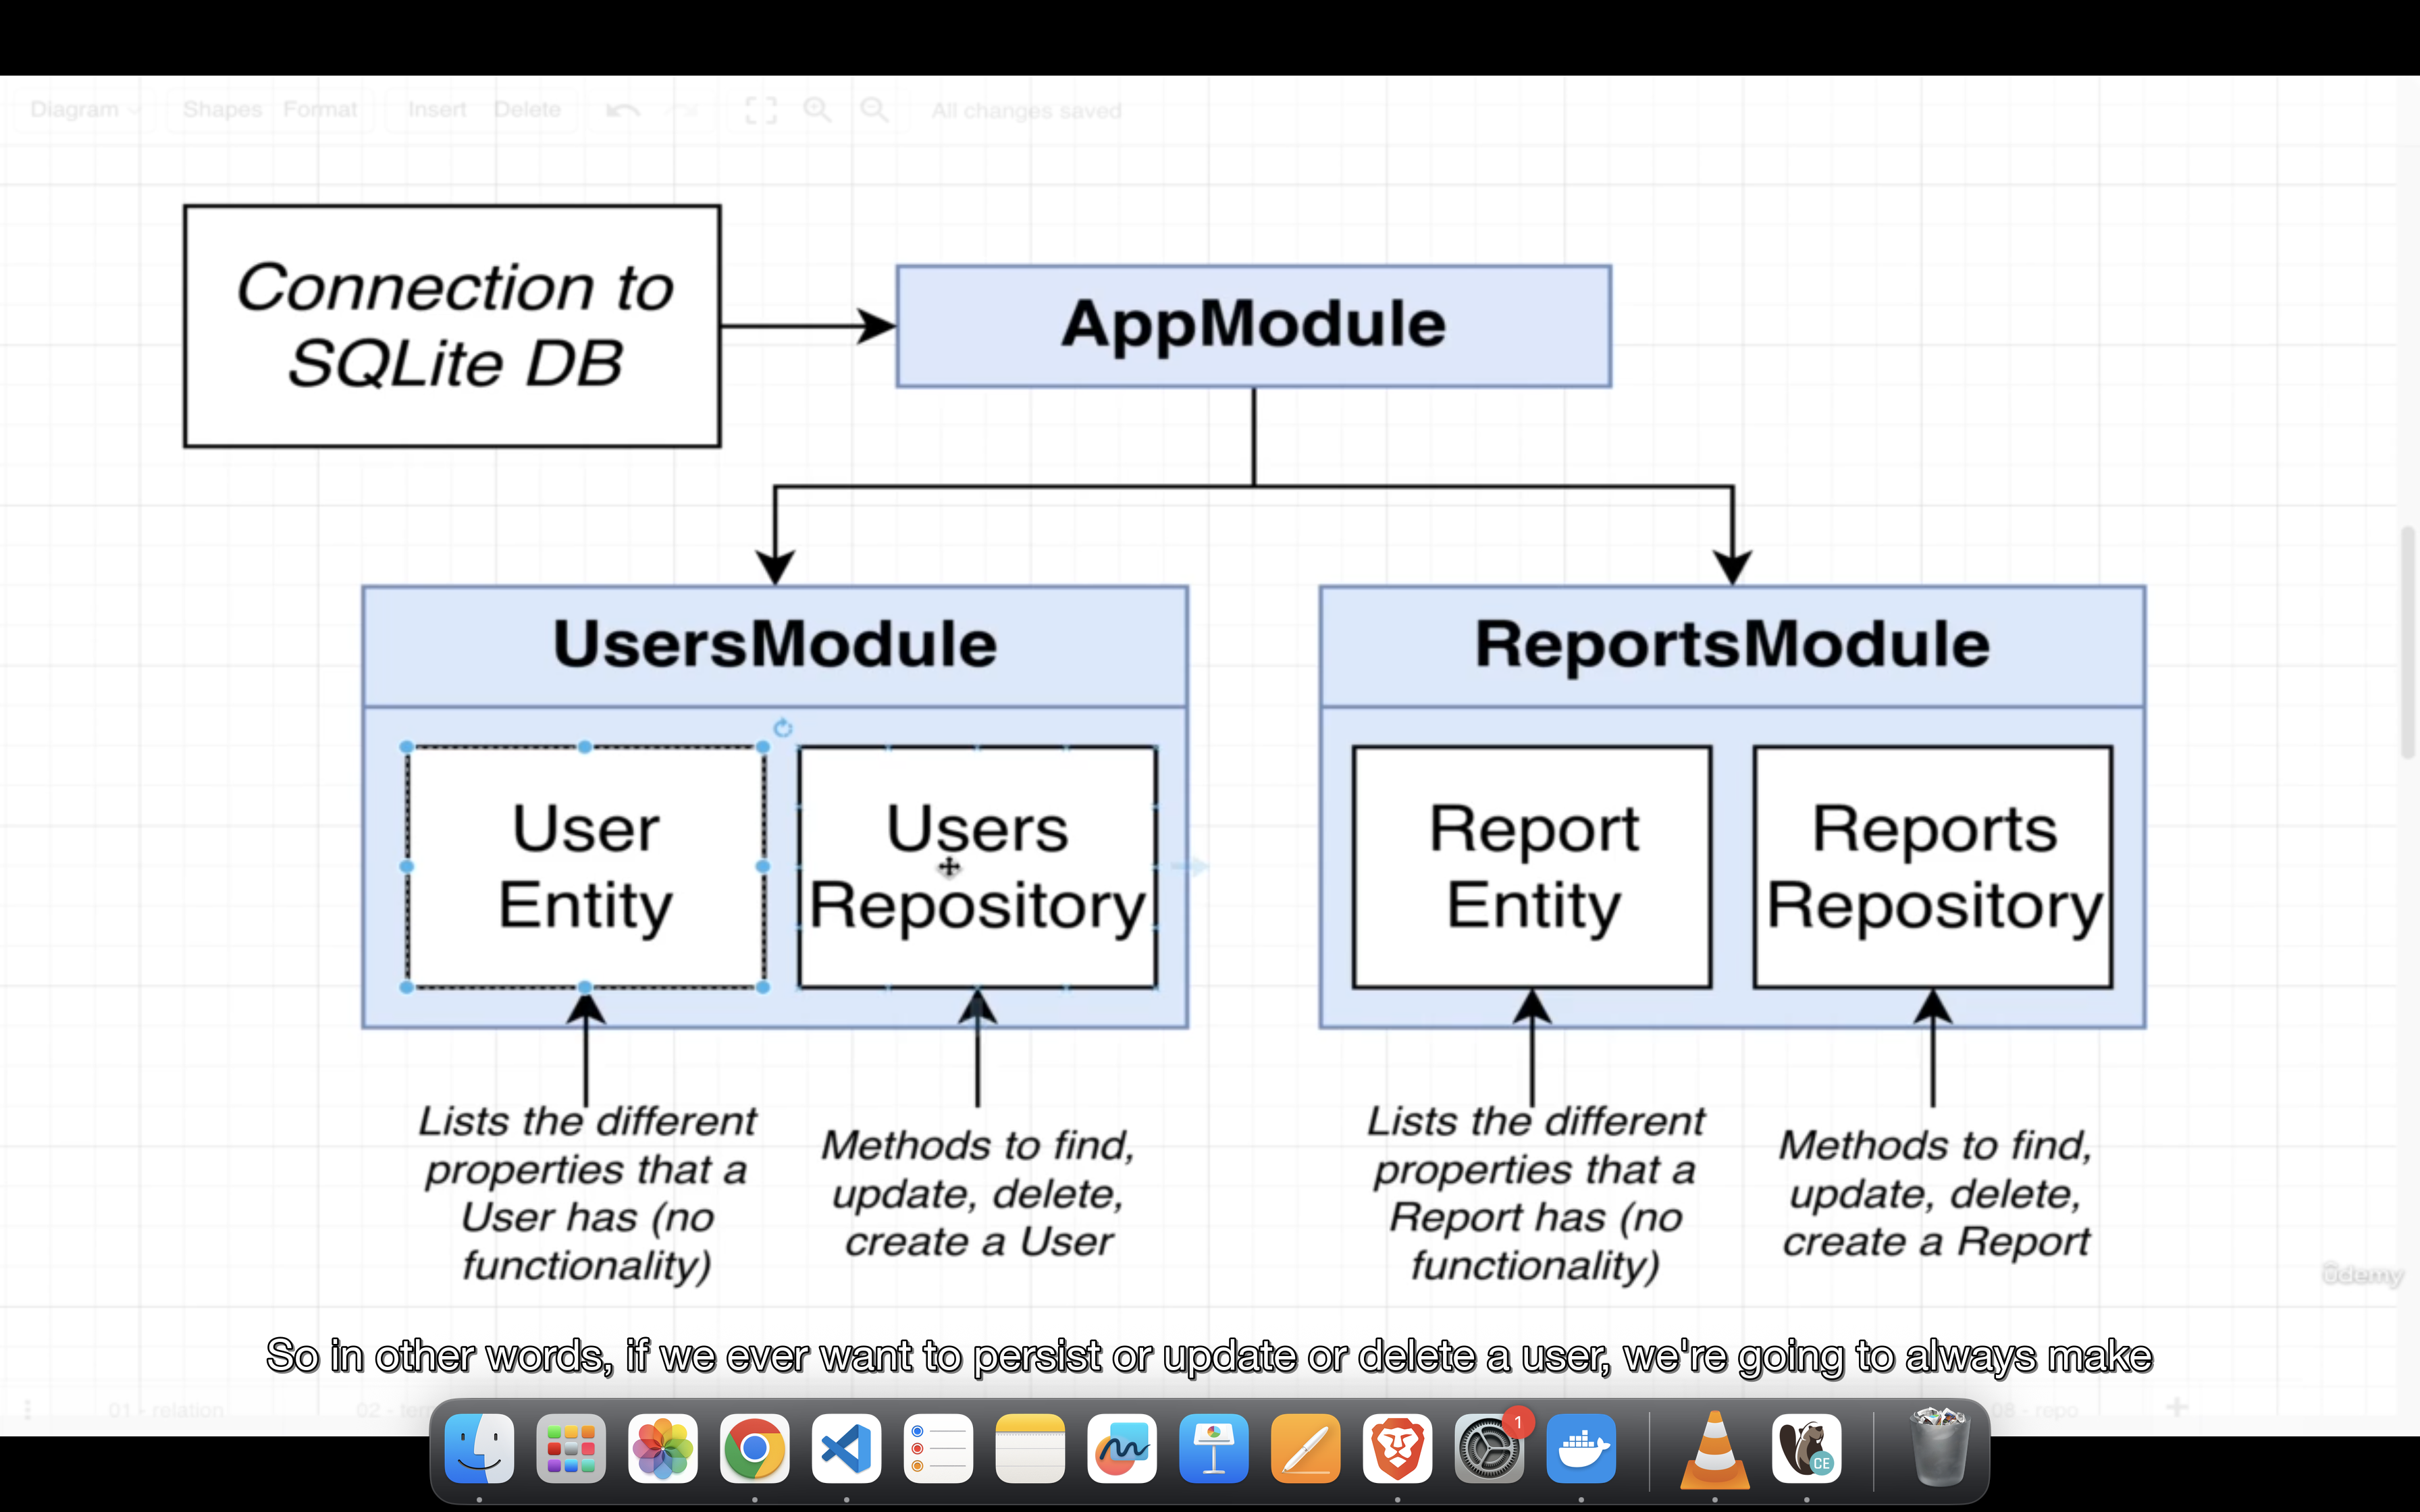 Diagram
Shapes Format
Insert Delete
All changes saved
Connection to
SQLite DB
AppModule
UsersModule
ReportsModule
User
Entity
Users
Repository
Report
Entity
Reports
Repository
Lists the different
properties that a
User has (no
functionality)
Methods to find,
update, delete,
create a User
Lists the different
properties that a
Report has (no
functionality)
Methods to find,
update, delete,
create a Report
ûdemy
So in other words, if we ever want to persist or update or delete a user, we're going to always make
01 - relation
02 -
08 - repo
1
CE